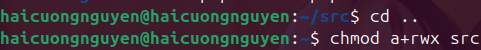 haicuongnguyen@haicuongnguyen:~/src$ cd ..
haicuongnguyen@haicuongnguyen:~$ chmod a+rwx src